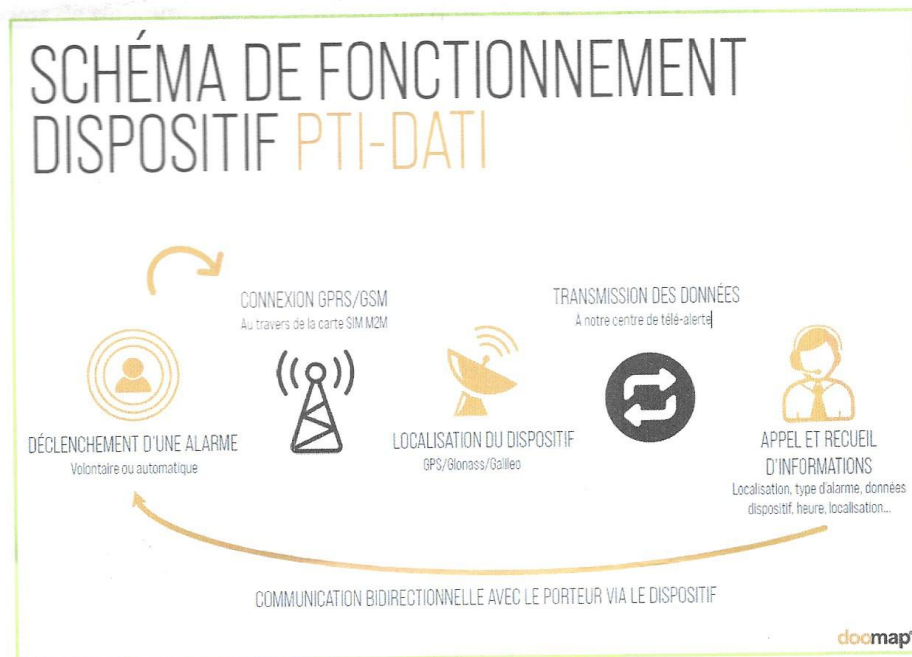 SCHÉMA DE FONCTIONNEMENT
DISPOSITIF PTI-DATI
CONNEXION GPRS/GSM
Au travers de la carte SIM M2M
TRANSMISSION DES DONNÉES
A notre centre de télé-alerte
DÉCLENCHEMENT D'UNE ALARME
Volontaire ou automatique
LOCALISATION DU DISPOSITIF
GPS/Glonass/Galileo
APPEL ET RECUEIL
D'INFORMATIONS
Localisation, type d'alarme, données
dispositif, heure, localisation...
COMMUNICATION BIDIRECTIONNELLE AVEC LE PORTEUR VIA LE DISPOSITIF
doomap